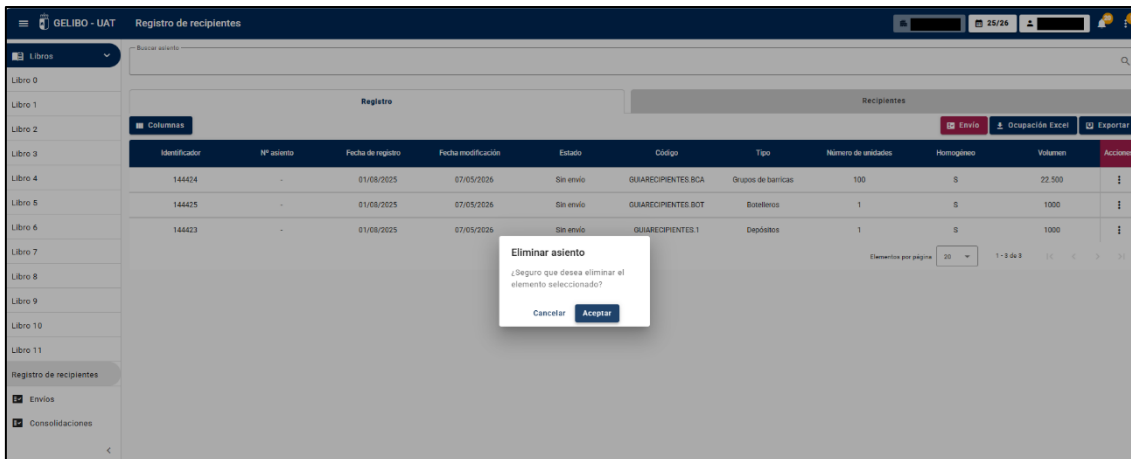 GELIBO - UAT Registro de recipientes 25/26
Libros
Buscar asiento
Libro 0
Libro 1
Libro 2
Libro 3
Libro 4
Libro 5
Libro 6
Libro 7
Libro 8
Libro 9
Libro 10
Libro 11
Registro de recipientes
Envíos
Consolidaciones
Registro Recipientes
Columnas Envío Ocupación Excel Exportar
Identificador Nº asiento Fecha de registro Fecha modificación Estado Código Tipo Número de unidades Homogéneo Volumen Acciones
144424 - 01/08/2025 07/05/2026 Sin envío GUIARECIPIENTES.BCA Grupos de barricas 100 S 22.500
144425 - 01/08/2025 07/05/2026 Sin envío GUIARECIPIENTES.BOT Botelleros 1 S 1000
144423 - 01/08/2025 07/05/2026 Sin envío GUIARECIPIENTES.1 Depósitos 1 S 1000
Elementos por página 20 1 - 3 de 3
Eliminar asiento
¿Seguro que desea eliminar el
elemento seleccionado?
Cancelar Aceptar